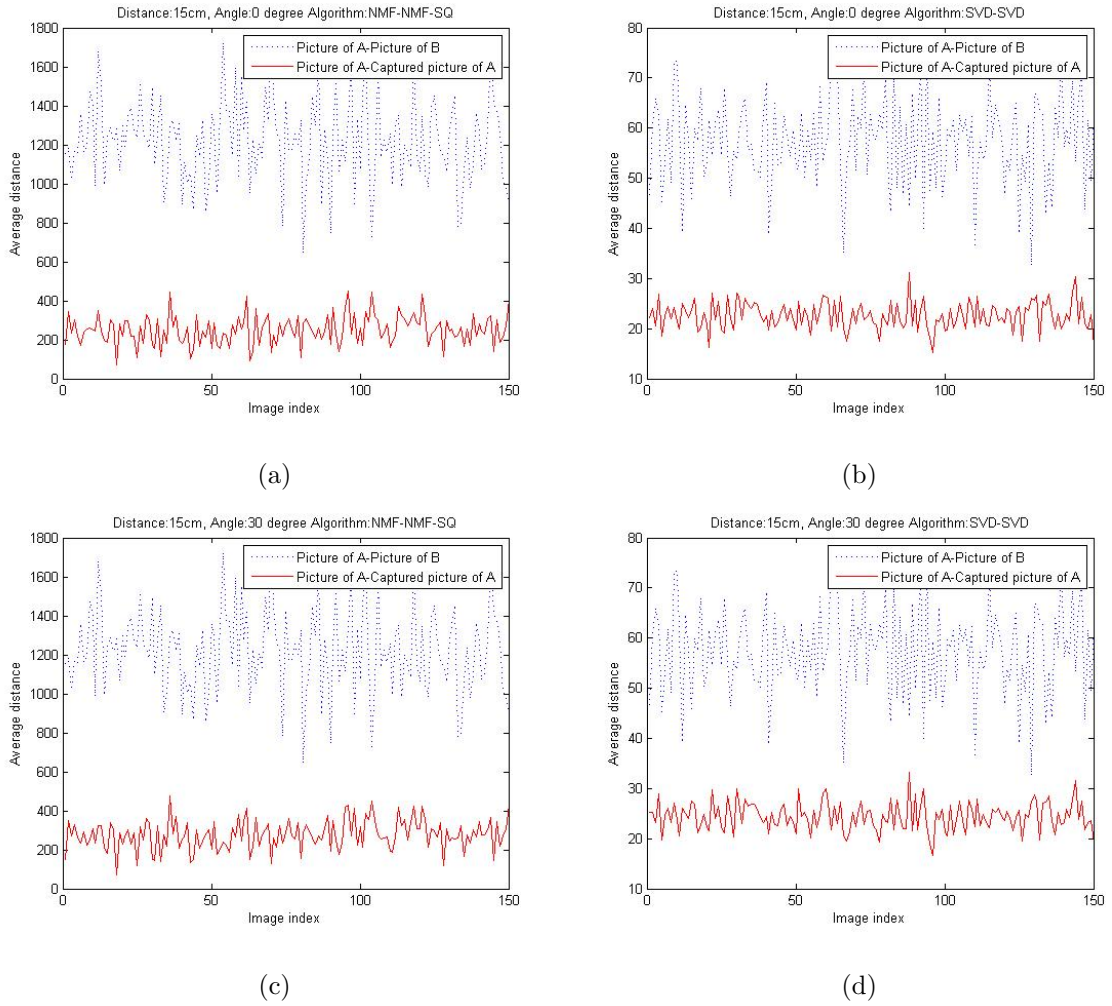 Distance:15cm, Angle:0 degree Algorithm:NMF-NMF-SQ
1800
1600
1400
1200
1000
800
600
400
200
0
Average distance
Picture of A-Picture of B
Picture of A-Captured picture of A
0 50 100 150
Image index
(a)
Distance:15cm, Angle:0 degree Algorithm:SVD-SVD
80
70
60
50
40
30
20
10
Average distance
Picture of A-Picture of B
Picture of A-Captured picture of A
0 50 100 150
Image index
(b)
Distance:15cm, Angle:30 degree Algorithm:NMF-NMF-SQ
1800
1600
1400
1200
1000
800
600
400
200
0
Average distance
Picture of A-Picture of B
Picture of A-Captured picture of A
0 50 100 150
Image index
(c)
Distance:15cm, Angle:30 degree Algorithm:SVD-SVD
80
70
60
50
40
30
20
10
Average distance
Picture of A-Picture of B
Picture of A-Captured picture of A
0 50 100 150
Image index
(d)